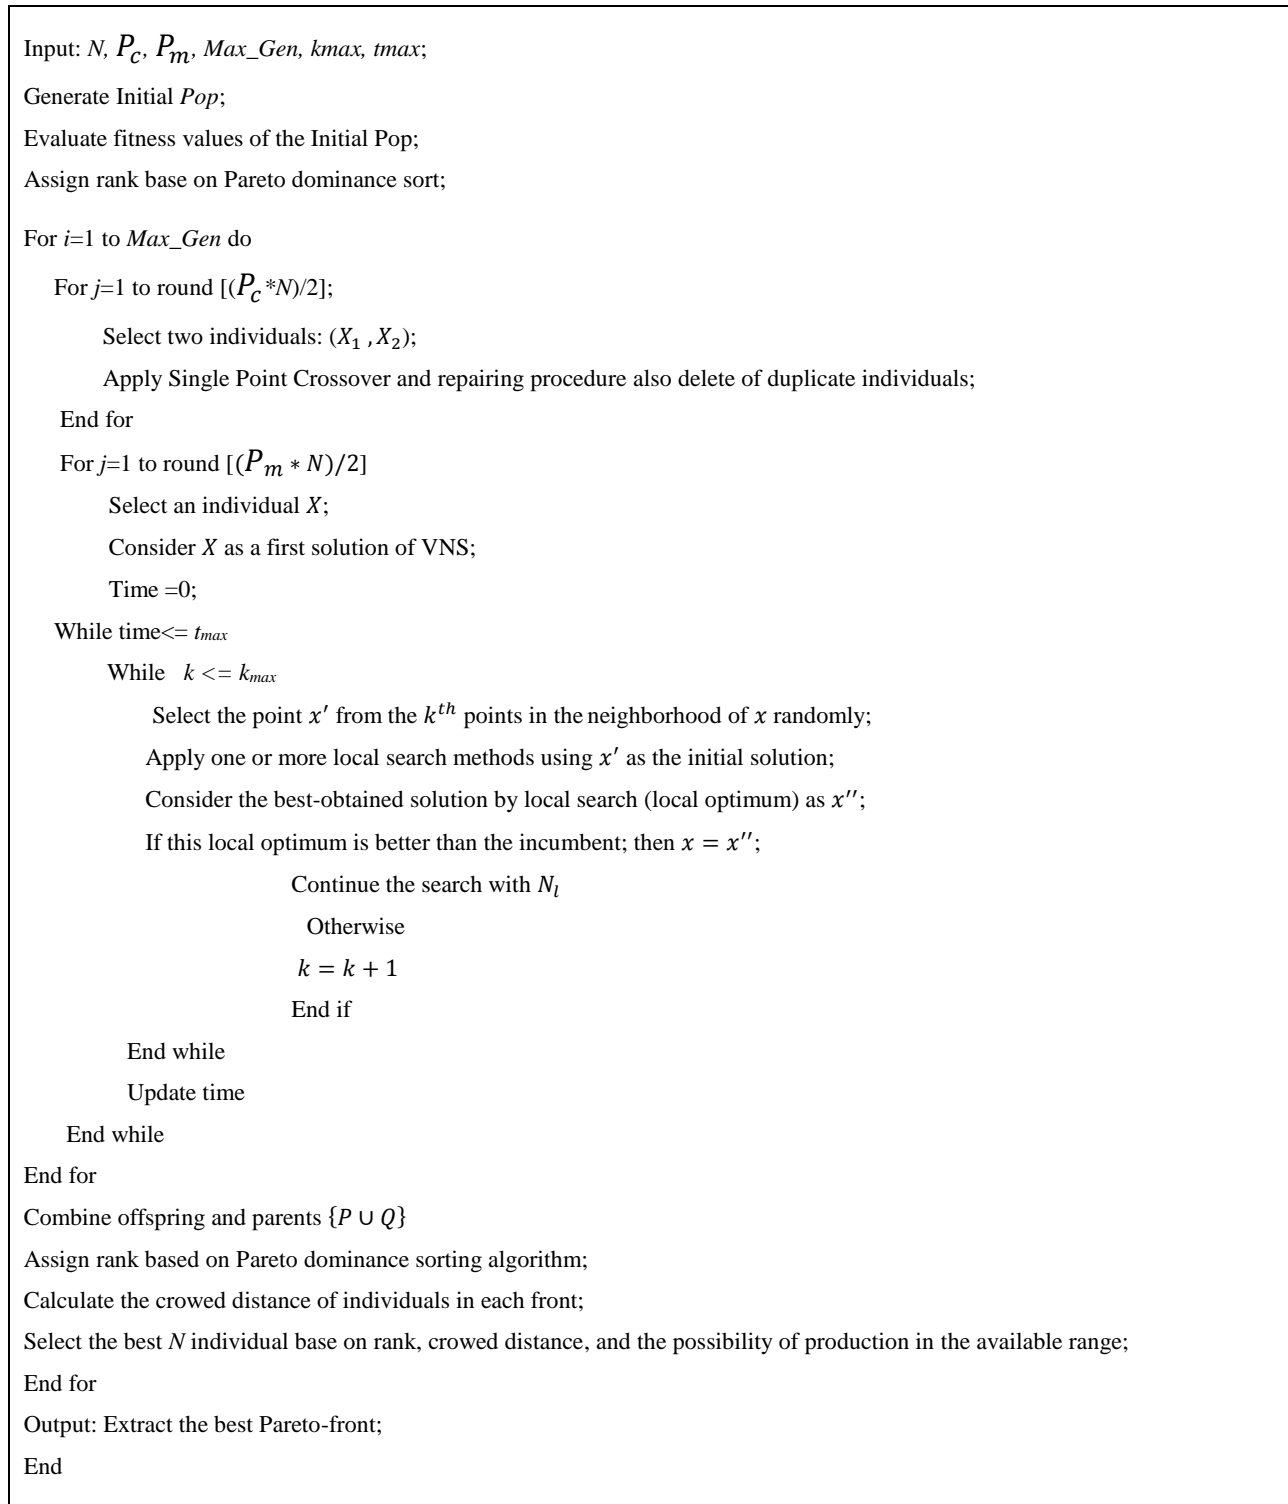 Input: N, P_c, P_m, Max_Gen, kmax, tmax;
Generate Initial Pop;
Evaluate fitness values of the Initial Pop;
Assign rank base on Pareto dominance sort;
For i=1 to Max_Gen do
For j=1 to round [(P_c*N)/2];
Select two individuals: (X_1 , X_2);
Apply Single Point Crossover and repairing procedure also delete of duplicate individuals;
End for
For j=1 to round [(P_m ∗ N)/2]
Select an individual X;
Consider X as a first solution of VNS;
Time =0;
While time<= t_max
While k <= k_max
Select the point x′ from the k^th points in the neighborhood of x randomly;
Apply one or more local search methods using x′ as the initial solution;
Consider the best-obtained solution by local search (local optimum) as x′′;
If this local optimum is better than the incumbent; then x = x′′;
Continue the search with N_l
Otherwise
k = k + 1
End if
End while
Update time
End while
End for
Combine offspring and parents {P ∪ Q}
Assign rank based on Pareto dominance sorting algorithm;
Calculate the crowed distance of individuals in each front;
Select the best N individual base on rank, crowed distance, and the possibility of production in the available range;
End for
Output: Extract the best Pareto-front;
End